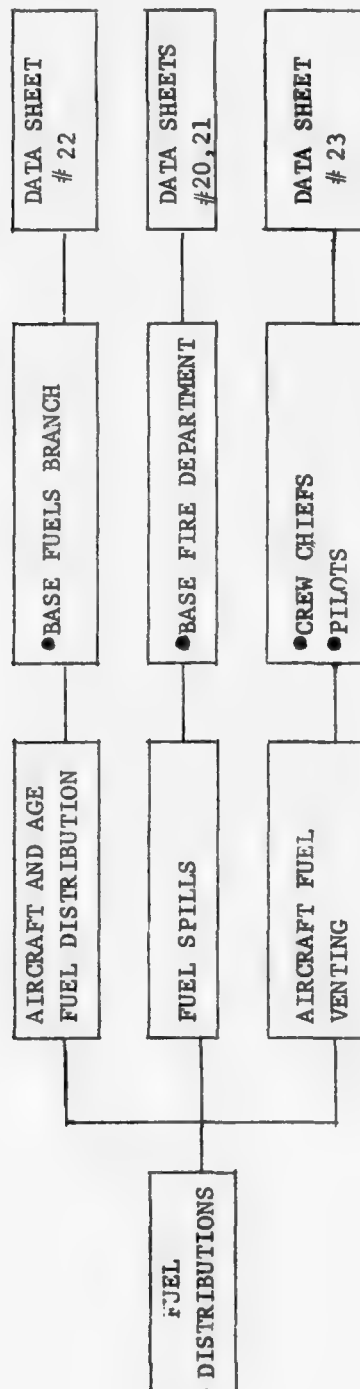 FUEL
DISTRIBUTIONS
AIRCRAFT AND AGE
FUEL DISTRIBUTION
●BASE FUELS BRANCH
DATA SHEET
# 22
FUEL SPILLS
●BASE FIRE DEPARTMENT
DATA SHEETS
#20,21
AIRCRAFT FUEL
VENTING
●CREW CHIEFS
●PILOTS
DATA SHEET
# 23